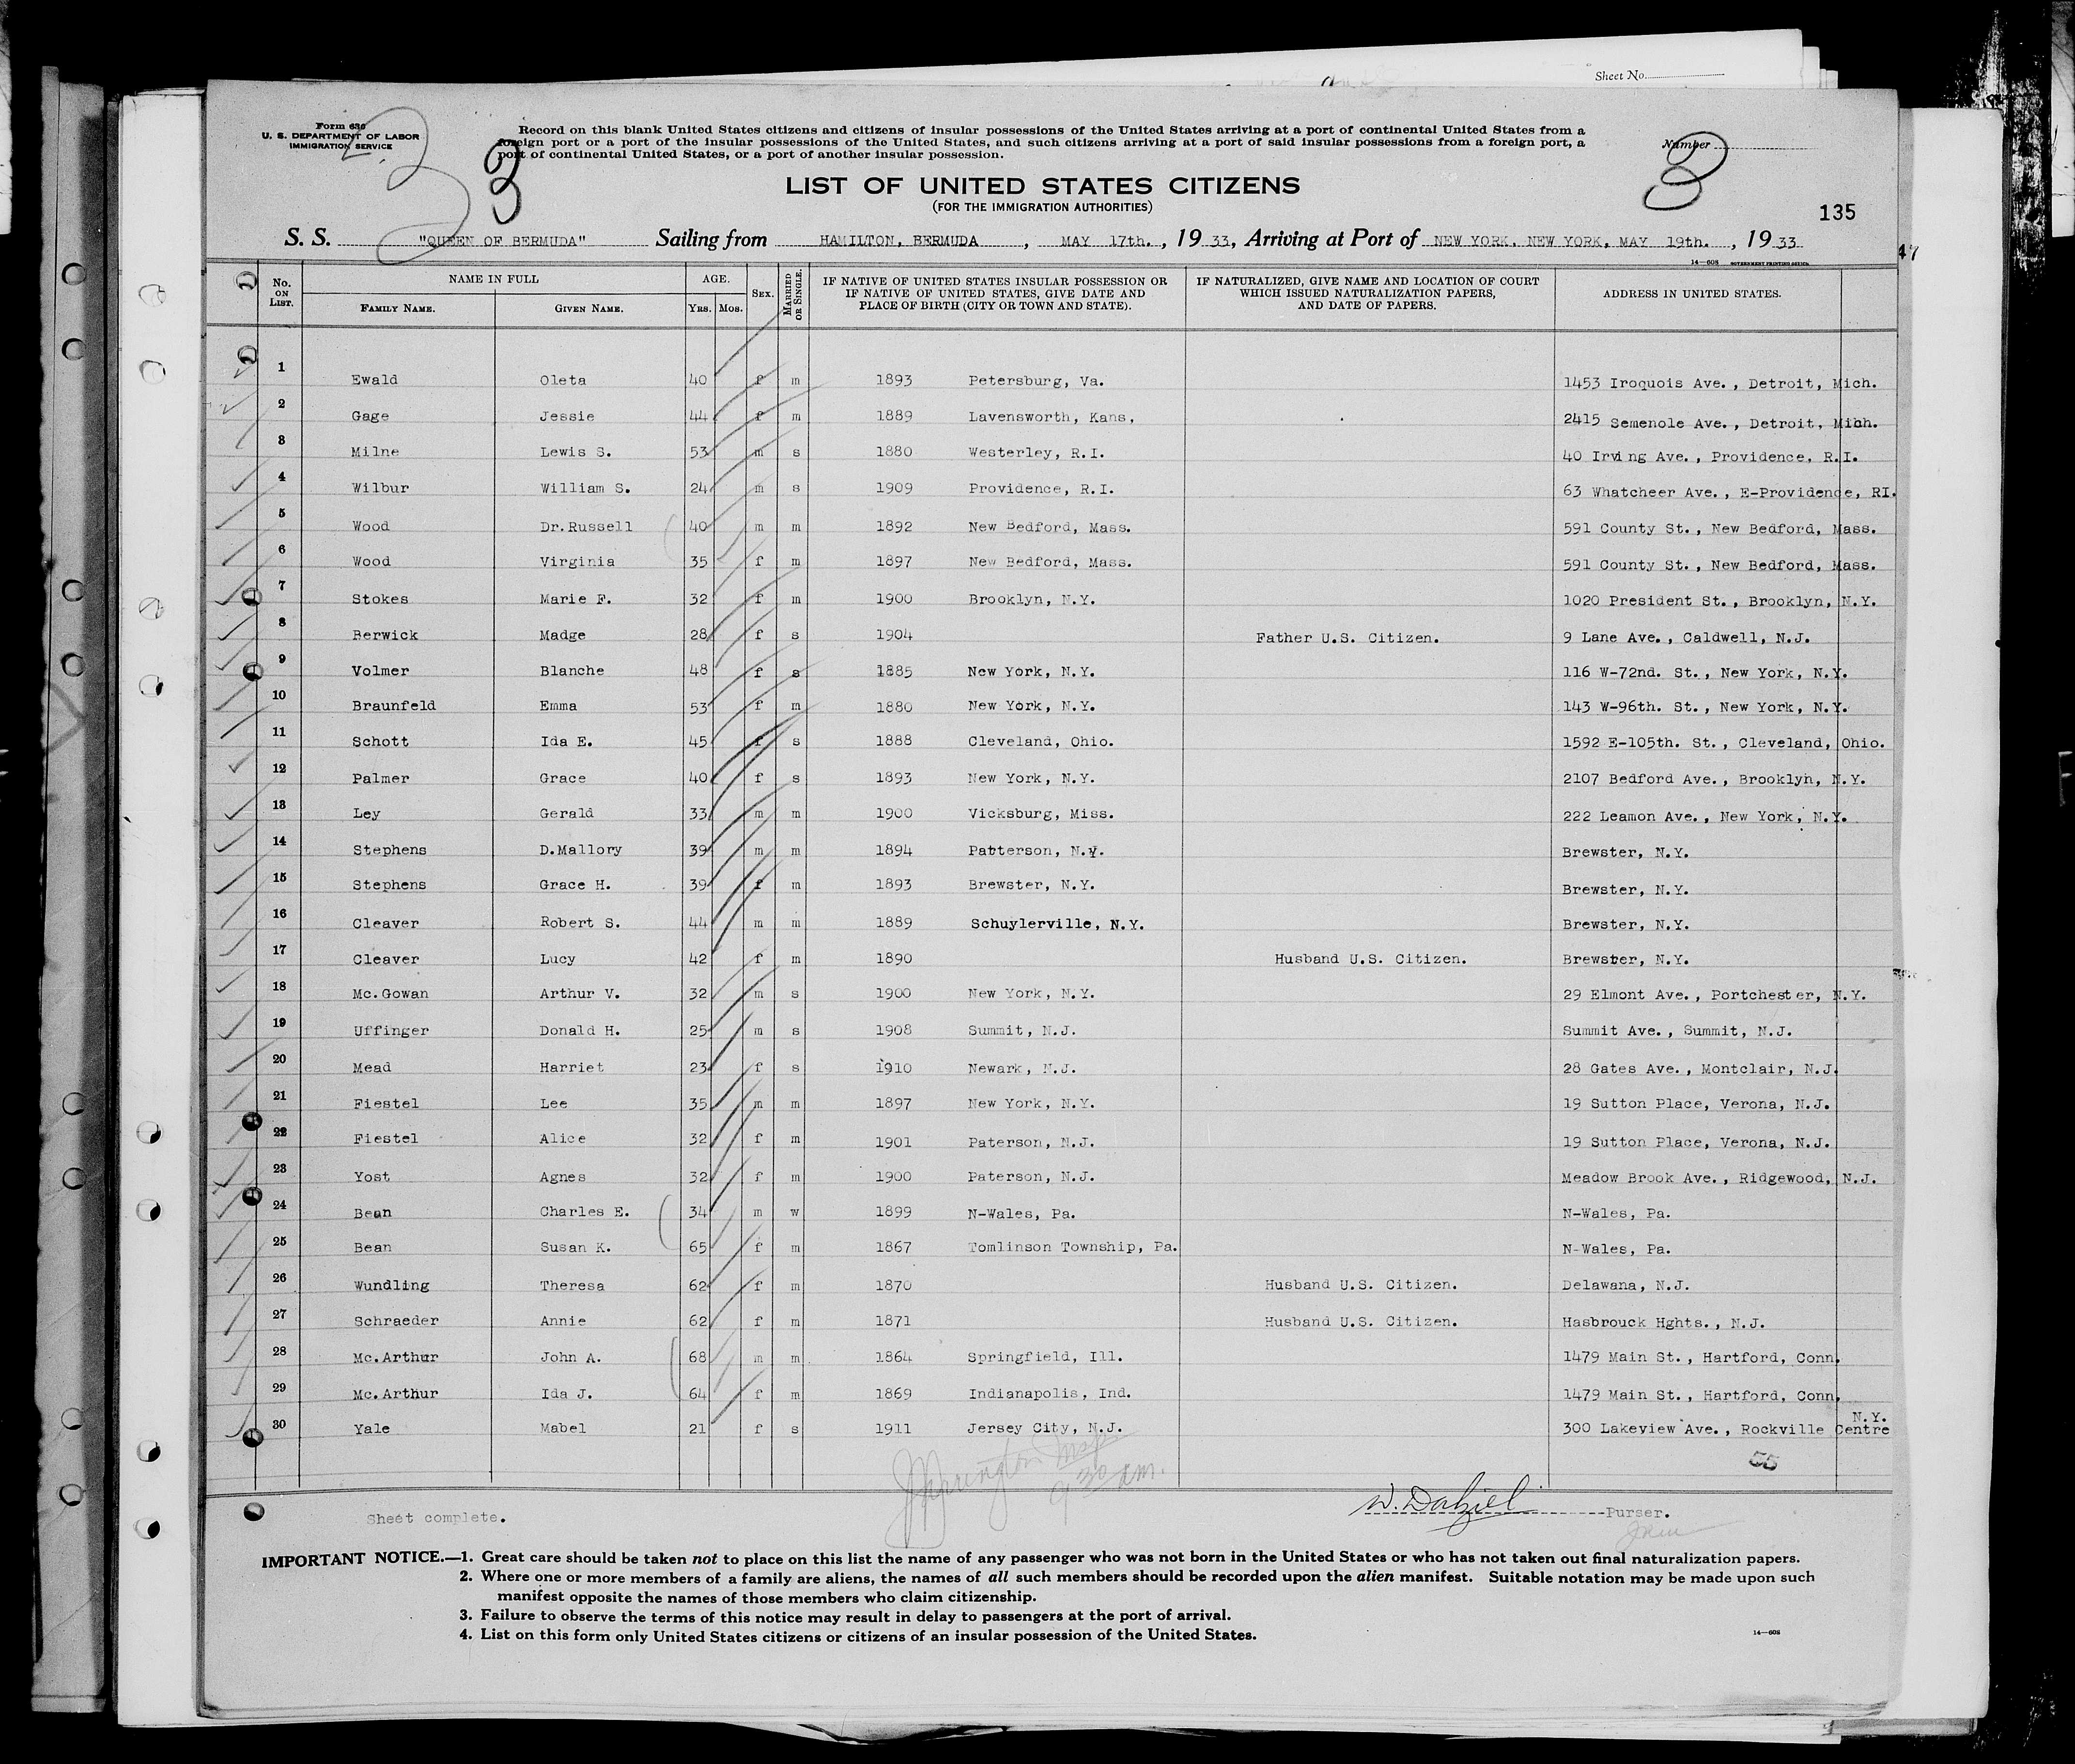 Sheet No.
Form 630
U. S. DEPARTMENT OF LABOR
IMMIGRATION SERVICE
3
Record on this blank United States citizens and citizens of insular possessions of the United States arriving at a port of continental United States from a
foreign port or a port of the insular possessions of the United States, and such citizens arriving at a port of said insular possessions from a foreign port, a
port of continental United States, or a port of another insular possession.
Number
3
LIST OF UNITED STATES CITIZENS
(FOR THE IMMIGRATION AUTHORITIES)
135
S. S. "QUEEN OF BERMUDA" Sailing from HAMILTON, BERMUDA, MAY 17th., 1933, Arriving at Port of NEW YORK, NEW YORK, MAY 19th., 1933
14—608 GOVERNMENT PRINTING OFFICE
No. ON LIST. NAME IN FULL AGE. SEX. MARRIED OR SINGLE. IF NATIVE OF UNITED STATES INSULAR POSSESSION OR IF NATIVE OF UNITED STATES, GIVE DATE AND PLACE OF BIRTH (CITY OR TOWN AND STATE). IF NATURALIZED, GIVE NAME AND LOCATION OF COURT WHICH ISSUED NATURALIZATION PAPERS, AND DATE OF PAPERS. ADDRESS IN UNITED STATES.
FAMILY NAME. GIVEN NAME. YRS. MOS.
1 Ewald Oleta 40 f m 1893 Petersburg, Va. 1453 Iroquois Ave., Detroit, Mich.
2 Gage Jessie 44 f m 1889 Lavensworth, Kans, 2415 Semenole Ave., Detroit, Mihh.
3 Milne Lewis S. 53 m s 1880 Westerley, R.I. 40 Irving Ave., Providence, R.I.
4 Wilbur William S. 24 m s 1909 Providence, R.I. 63 Whatcheer Ave., E-Providence, RI.
5 Wood Dr.Russell 40 m m 1892 New Bedford, Mass. 591 County St., New Bedford, Mass.
6 Wood Virginia 35 f m 1897 New Bedford, Mass. 591 County St., New Bedford, Mass.
7 Stokes Marie F. 32 f m 1900 Brooklyn, N.Y. 1020 President St., Brooklyn, N.Y.
8 Berwick Madge 28 f s 1904 Father U.S. Citizen. 9 Lane Ave., Caldwell, N.J.
9 Volmer Blanche 48 f s 1885 New York, N.Y. 116 W-72nd. St., New York, N.Y.
10 Braunfeld Emma 53 f m 1880 New York, N.Y. 143 W-96th. St., New York, N.Y.
11 Schott Ida E. 45 f s 1888 Cleveland, Ohio. 1592 E-105th. St., Cleveland, Ohio.
12 Palmer Grace 40 f s 1893 New York, N.Y. 2107 Bedford Ave., Brooklyn, N.Y.
13 Ley Gerald 33 m m 1900 Vicksburg, Miss. 222 Leamon Ave., New York, N.Y.
14 Stephens D.Mallory 39 m m 1894 Patterson, N.Y. Brewster, N.Y.
15 Stephens Grace H. 39 f m 1893 Brewster, N.Y. Brewster, N.Y.
16 Cleaver Robert S. 44 m m 1889 Schuylerville, N.Y. Brewster, N.Y.
17 Cleaver Lucy 42 f m 1890 Husband U.S. Citizen. Brewster, N.Y.
18 Mc.Gowan Arthur V. 32 m s 1900 New York, N.Y. 29 Elmont Ave., Portchester, N.Y.
19 Uffinger Donald H. 25 m s 1908 Summit, N.J. Summit Ave., Summit, N.J.
20 Mead Harriet 23 f s 1910 Newark, N.J. 28 Gates Ave., Montclair, N.J.
21 Fiestel Lee 35 m m 1897 New York, N.Y. 19 Sutton Place, Verona, N.J.
22 Fiestel Alice 32 f m 1901 Paterson, N.J. 19 Sutton Place, Verona, N.J.
23 Yost Agnes 32 f m 1900 Paterson, N.J. Meadow Brook Ave., Ridgewood, N.J.
24 Bean Charles E. 34 m w 1899 N-Wales, Pa. N-Wales, Pa.
25 Bean Susan K. 65 f m 1867 Tomlinson Township, Pa. N-Wales, Pa.
26 Wundling Theresa 62 f m 1870 Husband U.S. Citizen. Delawana, N.J.
27 Schraeder Annie 62 f m 1871 Husband U.S. Citizen. Hasbrouck Hghts., N.J.
28 Mc.Arthur John A. 68 m m 1864 Springfield, Ill. 1479 Main St., Hartford, Conn.
29 Mc.Arthur Ida J. 64 f m 1869 Indianapolis, Ind. 1479 Main St., Hartford, Conn.
30 Yale Mabel 21 f s 1911 Jersey City, N.J. 300 Lakeview Ave., Rockville Centre N.Y.
9 30 am.
Sheet complete.
W. Dalziel Purser.
IMPORTANT NOTICE.—1. Great care should be taken not to place on this list the name of any passenger who was not born in the United States or who has not taken out final naturalization papers.
2. Where one or more members of a family are aliens, the names of all such members should be recorded upon the alien manifest. Suitable notation may be made upon such
manifest opposite the names of those members who claim citizenship.
3. Failure to observe the terms of this notice may result in delay to passengers at the port of arrival.
4. List on this form only United States citizens or citizens of an insular possession of the United States.
14—608